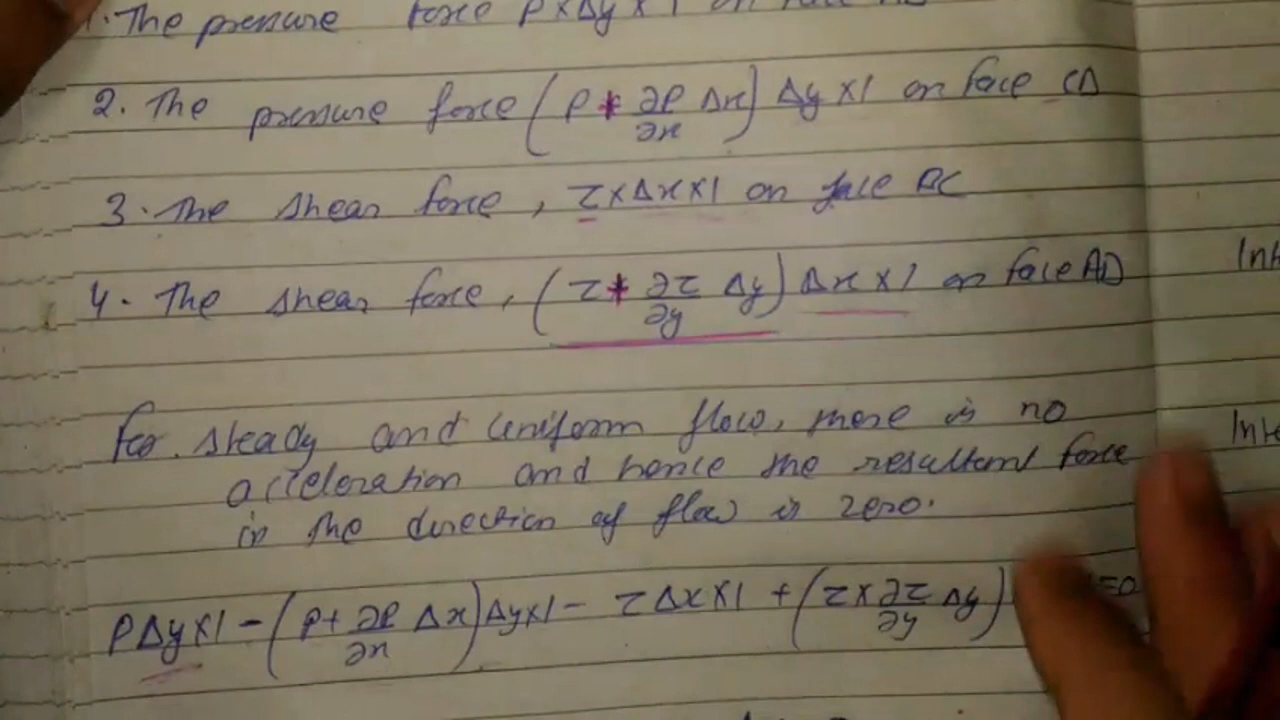 1. The pressure force P×Δy×1 on face
2. The pressure force (P + ∂P/∂x Δx) Δy×1 on face CD
3. The shear force, τ×Δx×1 on face BC
4. The shear force, (τ + ∂τ/∂y Δy) Δx×1 on face AD
For steady and uniform flow, there is no
acceleration and hence the resultant force
in the direction of flow is zero.
PΔy×1 - (P + ∂P/∂x Δx) Δy×1 - τΔx×1 + (τ × ∂τ/∂y Δy) =0